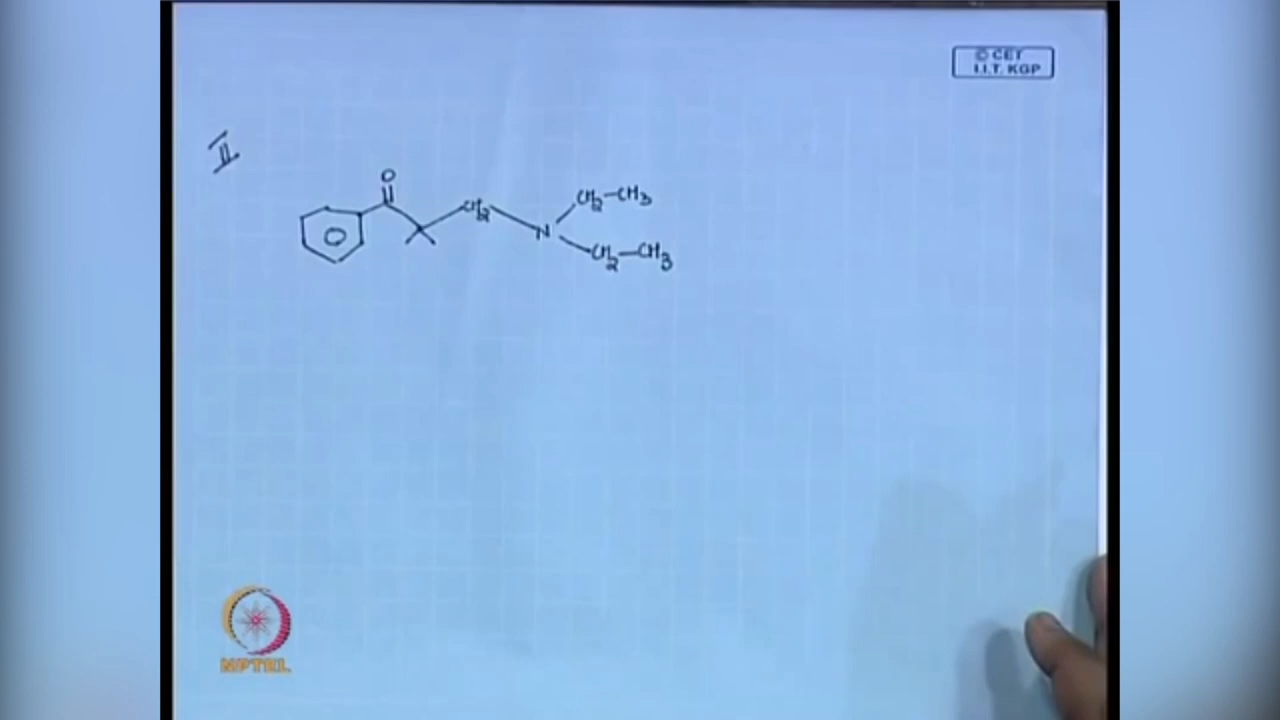 © CET
I.I.T. KGP
II
O
CH2 CH2-CH3
N
CH2-CH3
NPTEL